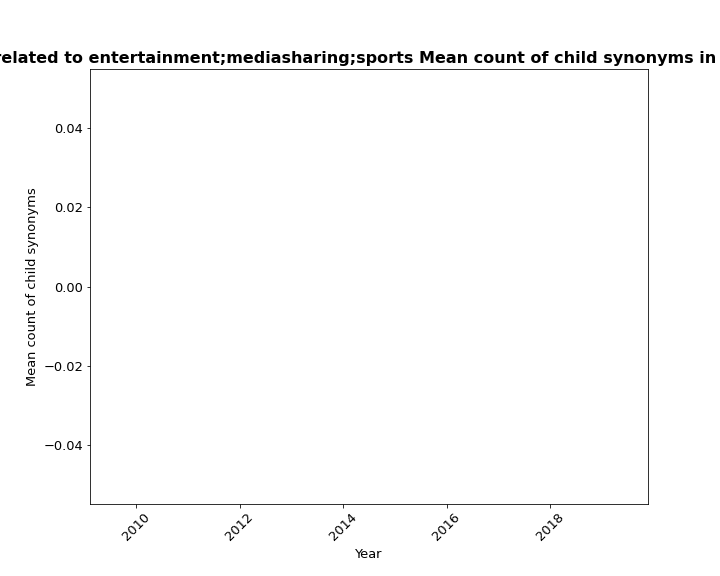 related to entertainment;mediasharing;sports Mean count of child synonyms in
0.04
0.02
0.00
−0.02
−0.04
Mean count of child synonyms
2010 2012 2014 2016 2018
Year